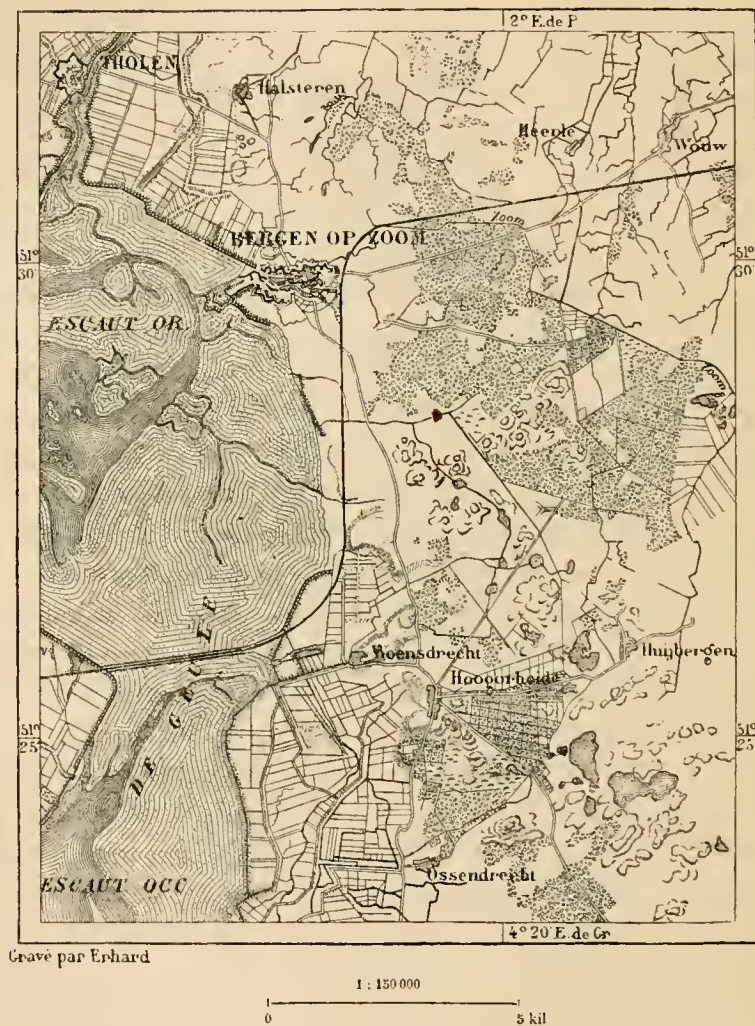 2° E. de P
THOLEN
Halsteren
Heerle
Wouw
Zoom
BERGEN OP ZOOM
51°
30'
51°
30'
ESCAUT OR.
Zoom
Woensdrecht
Huijbergen
Hoogerheide
51°
25'
51°
25'
DE GEULE
ESCAUT OCC
Ossendrecht
4° 20' E. de Gr
Gravé par Erhard
1 : 150 000
0
5 kil